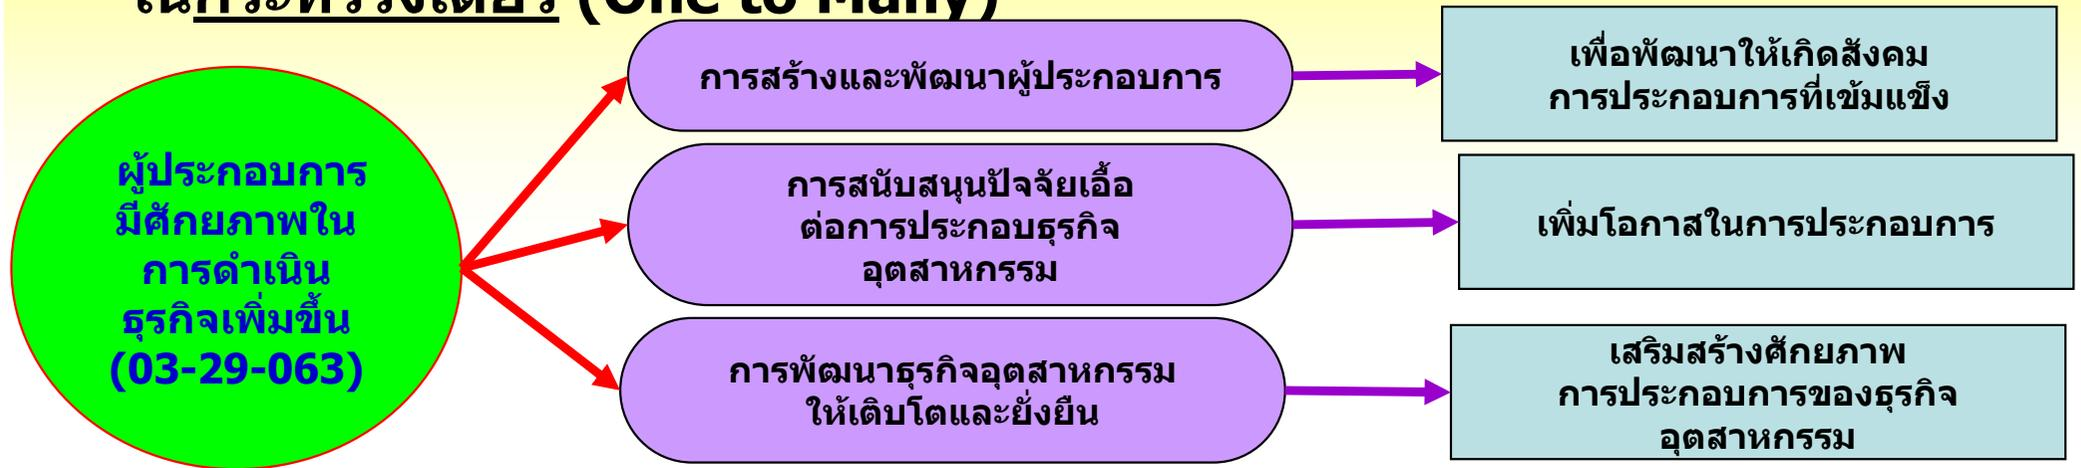 (One to Many)
ผู้ประกอบการ
มีศักยภาพใน
การดำเนิน
ธุรกิจเพิ่มขึ้น
(03-29-063)
การสร้างและพัฒนาผู้ประกอบการ
เพื่อพัฒนาให้เกิดสังคม
การประกอบการที่เข้มแข็ง
การสนับสนุนปัจจัยเอื้อ
ต่อการประกอบธุรกิจ
อุตสาหกรรม
เพิ่มโอกาสในการประกอบการ
การพัฒนาธุรกิจอุตสาหกรรม
ให้เติบโตและยั่งยืน
เสริมสร้างศักยภาพ
การประกอบการของธุรกิจ
อุตสาหกรรม